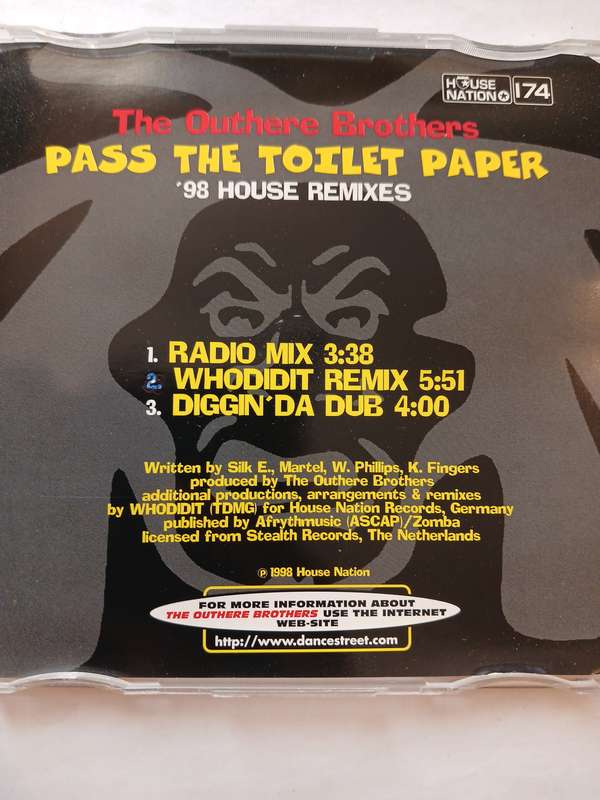 HOUSE
NATION 174
The Outhere Brothers
PASS THE TOILET PAPER
'98 HOUSE REMIXES
1. RADIO MIX 3:38
2. WHODIDIT REMIX 5:51
3. DIGGIN'DA DUB 4:00
Written by Silk E., Martel, W. Phillips, K. Fingers
produced by The Outhere Brothers
additional productions, arrangements & remixes
by WHODIDIT (TDMG) for House Nation Records, Germany
published by Afrythmusic (ASCAP)/Zomba
licensed from Stealth Records, The Netherlands
℗ 1998 House Nation
FOR MORE INFORMATION ABOUT
THE OUTHERE BROTHERS USE THE INTERNET
WEB-SITE
http://www.dancestreet.com